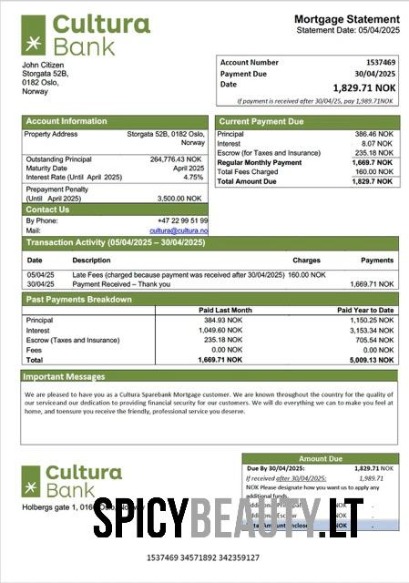 Cultura
Bank
Mortgage Statement
Statement Date: 05/04/2025
John Citizen
Storgata 52B,
0182 Oslo,
Norway
Account Number 1537469
Payment Due 30/04/2025
Date
1,829.71 NOK
If payment is received after 30/04/25, pay 1,989.71NOK
Account Information
Property Address Storgata 52B, 0182 Oslo,
Norway
Outstanding Principal 264,776.43 NOK
Maturity Date April 2025
Interest Rate (Until April 2025) 4.75%
Prepayment Penalty
(Until April 2025) 3,500.00 NOK
Contact Us
By Phone: +47 22 99 51 99
Mail: cultura@cultura.no
Current Payment Due
Principal 386.46 NOK
Interest 8.07 NOK
Escrow (for Taxes and Insurance) 235.18 NOK
Regular Monthly Payment 1,669.7 NOK
Total Fees Charged 160.00 NOK
Total Amount Due 1,829.7 NOK
Transaction Activity (05/04/2025 – 30/04/2025)
Date Description Charges Payments
05/04/25 Late Fees (charged because payment was received after 30/04/2025) 160.00 NOK
30/04/25 Payment Received – Thank you 1,669.71 NOK
Past Payments Breakdown
Paid Last Month Paid Year to Date
Principal 384.93 NOK 1,150.25 NOK
Interest 1,049.60 NOK 3,153.34 NOK
Escrow (Taxes and Insurance) 235.18 NOK 705.54 NOK
Fees 0.00 NOK 0.00 NOK
Total 1,669.71 NOK 5,009.13 NOK
Important Messages
We are pleased to have you as a Cultura Sparebank Mortgage customer. We are known throughout the country for the quality of
our serviceand our dedication to providing financial security for our customers. We will do everything we can to make you feel at
home, and toensure you receive the friendly, professional service you deserve.
Cultura
Bank
Holbergs gate 1,
Amount Due
Due By 30/04/2025: 1,829.71 NOK
If received after 30/04/2025: 1,989.71
NOK Please designate how you want us to apply any
additional funds.
SPICYBEAUTY.LT
1537469 34571892 342359127